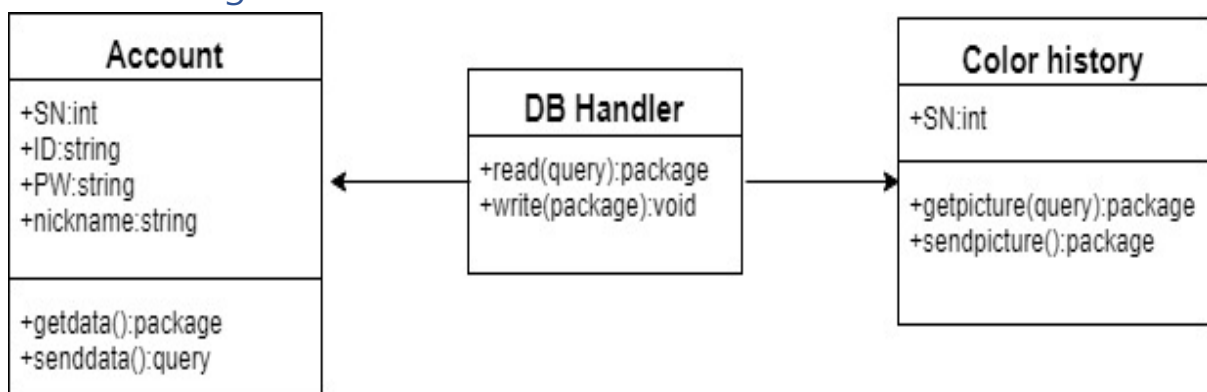 Account
+SN:int
+ID:string
+PW:string
+nickname:string
+getdata():package
+senddata():query
DB Handler
+read(query):package
+write(package):void
Color history
+SN:int
+getpicture(query):package
+sendpicture():package